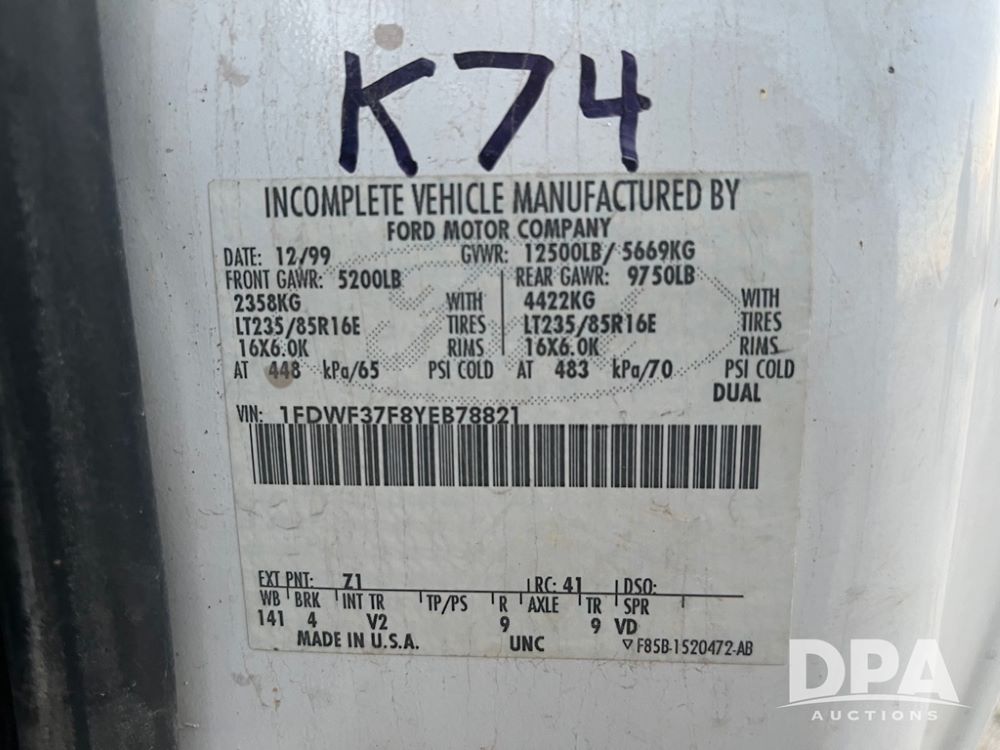 K74
INCOMPLETE VEHICLE MANUFACTURED BY
FORD MOTOR COMPANY
DATE: 12/99 GVWR: 12500LB/ 5669KG
FRONT GAWR: 5200LB REAR GAWR: 9750LB
2358KG WITH 4422KG WITH
LT235/85R16E TIRES LT235/85R16E TIRES
16X6.0K RIMS 16X6.0K RIMS
AT 448 kPa/65 PSI COLD AT 483 kPa/70 PSI COLD
DUAL
VIN: 1FDWF37F8YEB78821
EXT PNT: Z1 RC: 41 DSO:
WB BRK INT TR TP/PS R AXLE TR SPR
141 4 V2 9 9 VD
MADE IN U.S.A. UNC ▽ F85B-1520472-AB
DPA
AUCTIONS